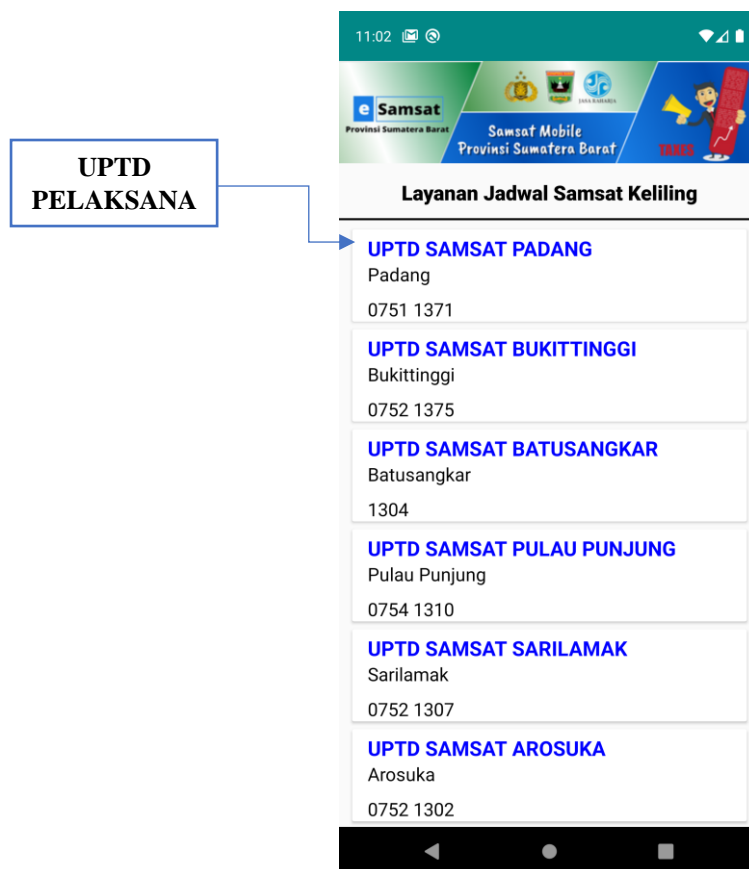 UPTD
PELAKSANA
11:02
e Samsat
Provinsi Sumatera Barat
JASA RAHARJA
Samsat Mobile
Provinsi Sumatera Barat
TAXES
Layanan Jadwal Samsat Keliling
UPTD SAMSAT PADANG
Padang
0751 1371
UPTD SAMSAT BUKITTINGGI
Bukittinggi
0752 1375
UPTD SAMSAT BATUSANGKAR
Batusangkar
1304
UPTD SAMSAT PULAU PUNJUNG
Pulau Punjung
0754 1310
UPTD SAMSAT SARILAMAK
Sarilamak
0752 1307
UPTD SAMSAT AROSUKA
Arosuka
0752 1302